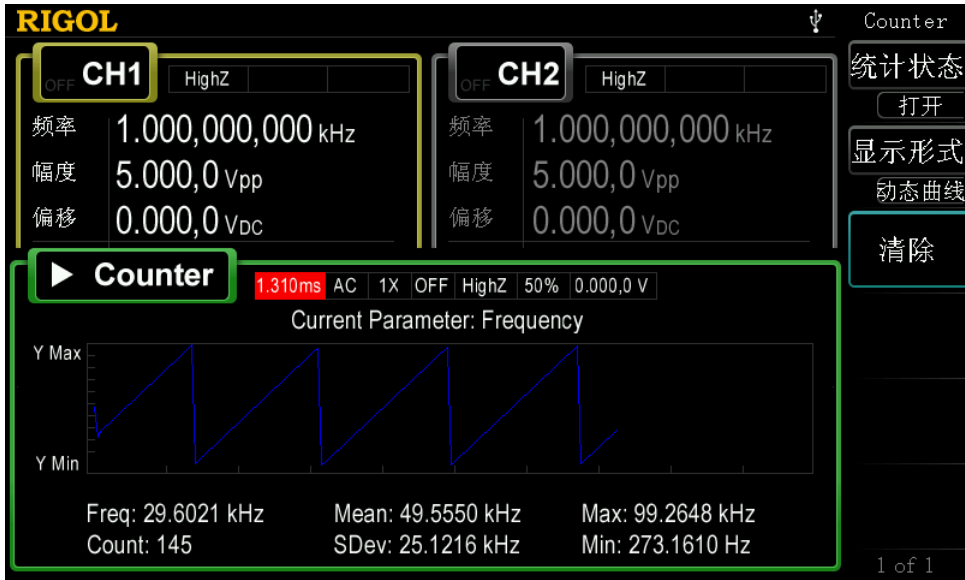 RIGOL
Counter
OFF CH1 HighZ
频率 1.000,000,000 kHz
幅度 5.000,0 Vpp
偏移 0.000,0 VDC
OFF CH2 HighZ
频率 1.000,000,000 kHz
幅度 5.000,0 Vpp
偏移 0.000,0 VDC
统计状态
打开
显示形式
动态曲线
清除
Counter
1.310ms AC 1X OFF HighZ 50% 0.000,0 V
Current Parameter: Frequency
Y Max
Y Min
Freq: 29.6021 kHz Mean: 49.5550 kHz Max: 99.2648 kHz
Count: 145 SDev: 25.1216 kHz Min: 273.1610 Hz
1 of 1